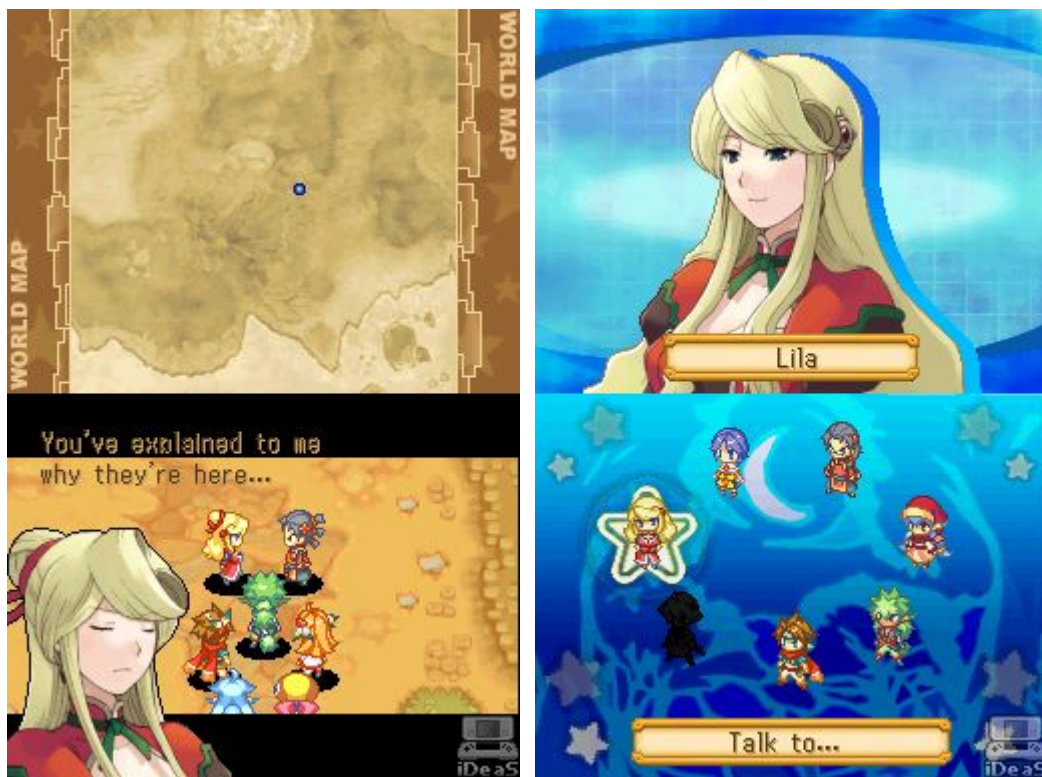 WORLD MAP
WORLD MAP
Lila
You've explained to me
why they're here...
iDeaS
Talk to...
iDeaS